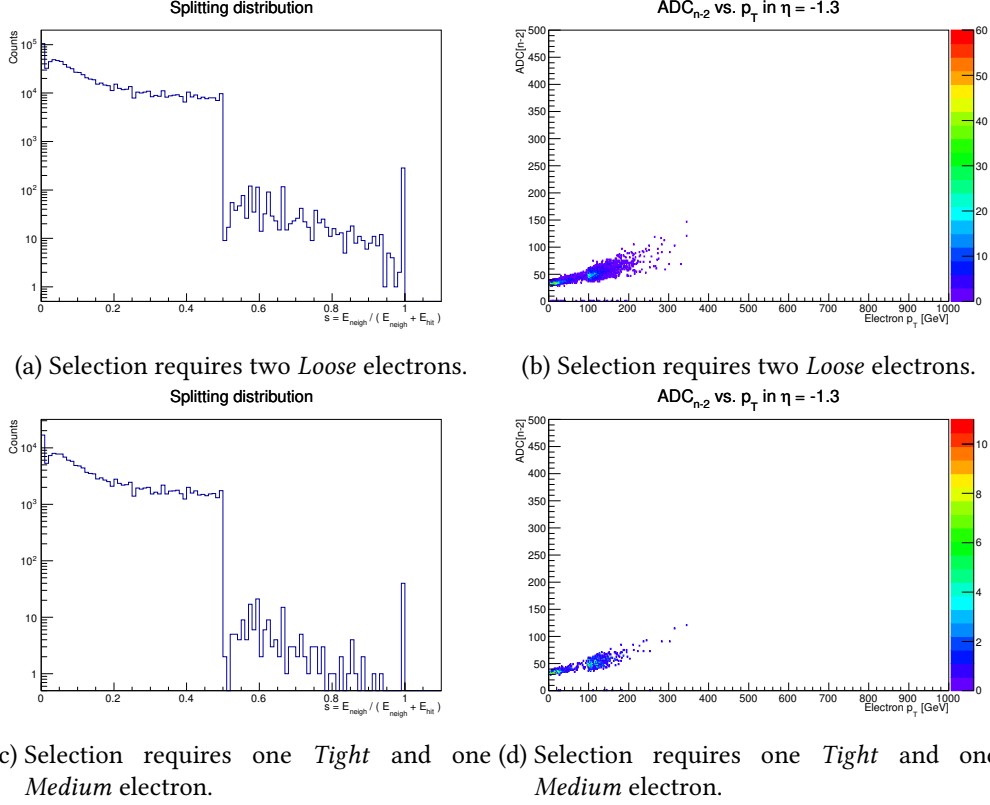 Splitting distribution
Counts
10^5
10^4
10^3
10^2
10
1
0 0.2 0.4 0.6 0.8 1
s = E_neigh / ( E_neigh + E_hit )
ADC_n-2 vs. p_T in η = -1.3
ADC[n-2]
500
450
400
350
300
250
200
150
100
50
0
0 100 200 300 400 500 600 700 800 900 1000
Electron p_T [GeV]
60
50
40
30
20
10
0
(a) Selection requires two Loose electrons.
(b) Selection requires two Loose electrons.
Splitting distribution
Counts
10^4
10^3
10^2
10
1
0 0.2 0.4 0.6 0.8 1
s = E_neigh / ( E_neigh + E_hit )
ADC_n-2 vs. p_T in η = -1.3
ADC[n-2]
500
450
400
350
300
250
200
150
100
50
0
0 100 200 300 400 500 600 700 800 900 1000
Electron p_T [GeV]
10
8
6
4
2
0
c) Selection requires one Tight and one
Medium electron.
(d) Selection requires one Tight and one
Medium electron.